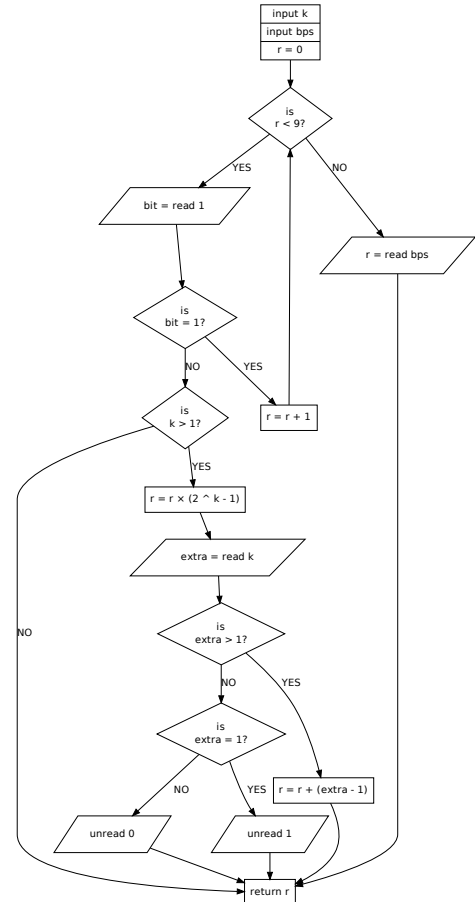 input k
input bps
r = 0
is
r < 9?
YES
NO
bit = read 1
r = read bps
is
bit = 1?
NO
YES
is
k > 1?
r = r + 1
YES
r = r × (2 ^ k - 1)
extra = read k
NO
is
extra > 1?
NO
YES
is
extra = 1?
NO
YES
r = r + (extra - 1)
unread 0
unread 1
return r